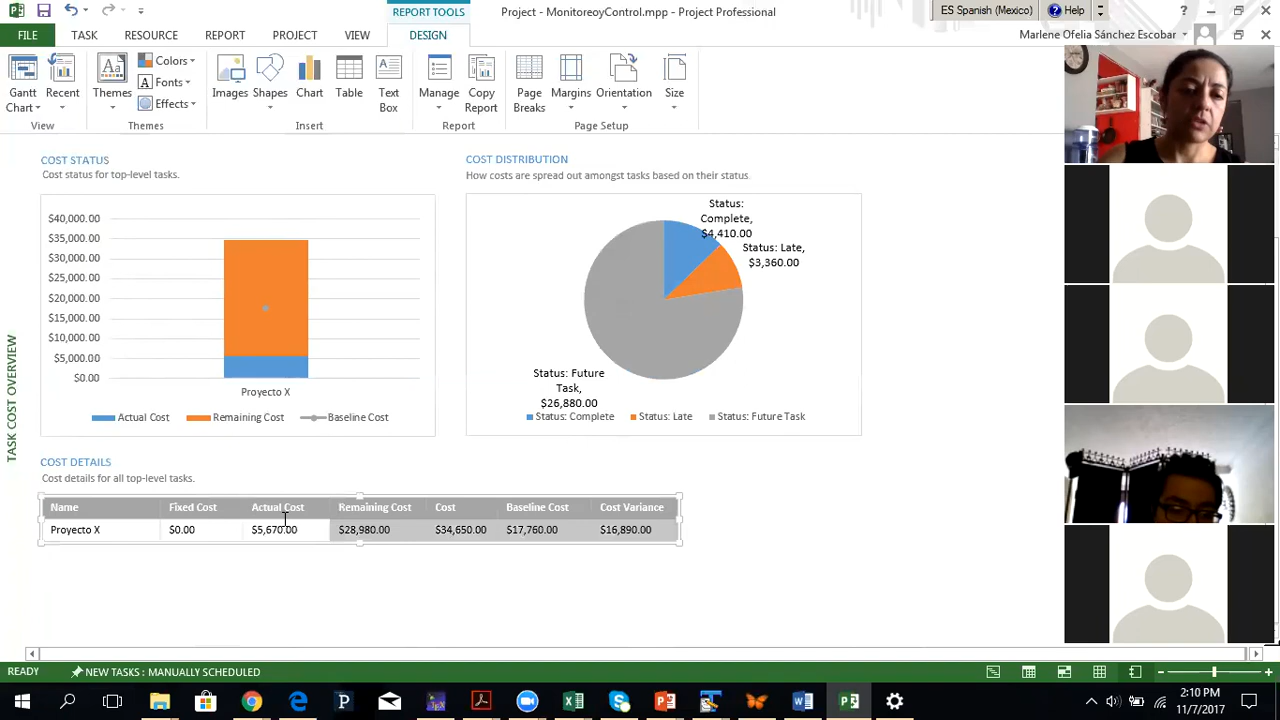 REPORT TOOLS
Project - MonitoreoyControl.mpp - Project Professional
ES Spanish (Mexico)
Help
?
FILE
TASK
RESOURCE
REPORT
PROJECT
VIEW
DESIGN
Marlene Ofelia Sánchez Escobar
Gantt Chart
Recent
Themes
Colors
Fonts
Effects
Images
Shapes
Chart
Table
Text Box
Manage
Copy Report
Page Breaks
Margins
Orientation
Size
View
Themes
Insert
Report
Page Setup
TASK COST OVERVIEW
COST STATUS
Cost status for top-level tasks.
$40,000.00
$35,000.00
$30,000.00
$25,000.00
$20,000.00
$15,000.00
$10,000.00
$5,000.00
$0.00
Proyecto X
Actual Cost
Remaining Cost
Baseline Cost
COST DISTRIBUTION
How costs are spread out amongst tasks based on their status.
Status:
Complete,
$4,410.00
Status: Late,
$3,360.00
Status: Future
Task,
$26,880.00
Status: Complete
Status: Late
Status: Future Task
COST DETAILS
Cost details for all top-level tasks.
Name Fixed Cost Actual Cost Remaining Cost Cost Baseline Cost Cost Variance
Proyecto X $0.00 $5,670.00 $28,980.00 $34,650.00 $17,760.00 $16,890.00
READY
NEW TASKS : MANUALLY SCHEDULED
2:10 PM
11/7/2017